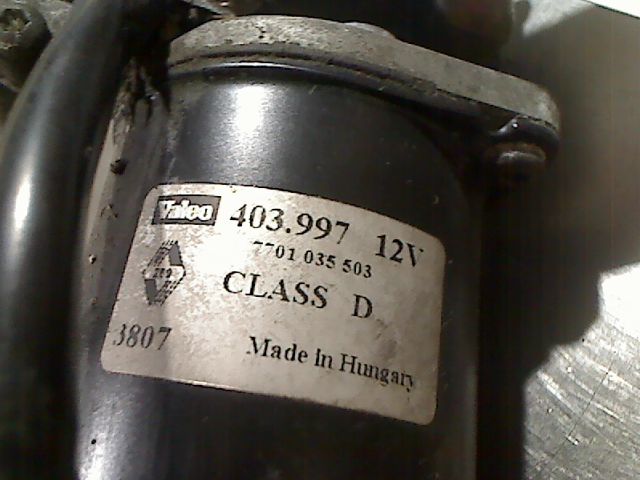 Valeo 403.997 12V
7701 035 503
CLASS D
3807
Made in Hungary